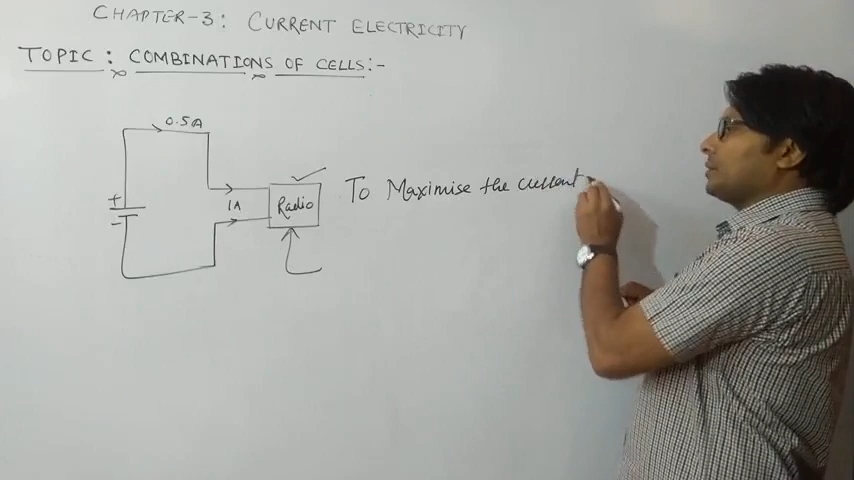 CHAPTER-3: CURRENT ELECTRICITY
TOPIC : COMBINATIONS OF CELLS:-
0.5A
+
-
1A
Radio
To Maximise the current